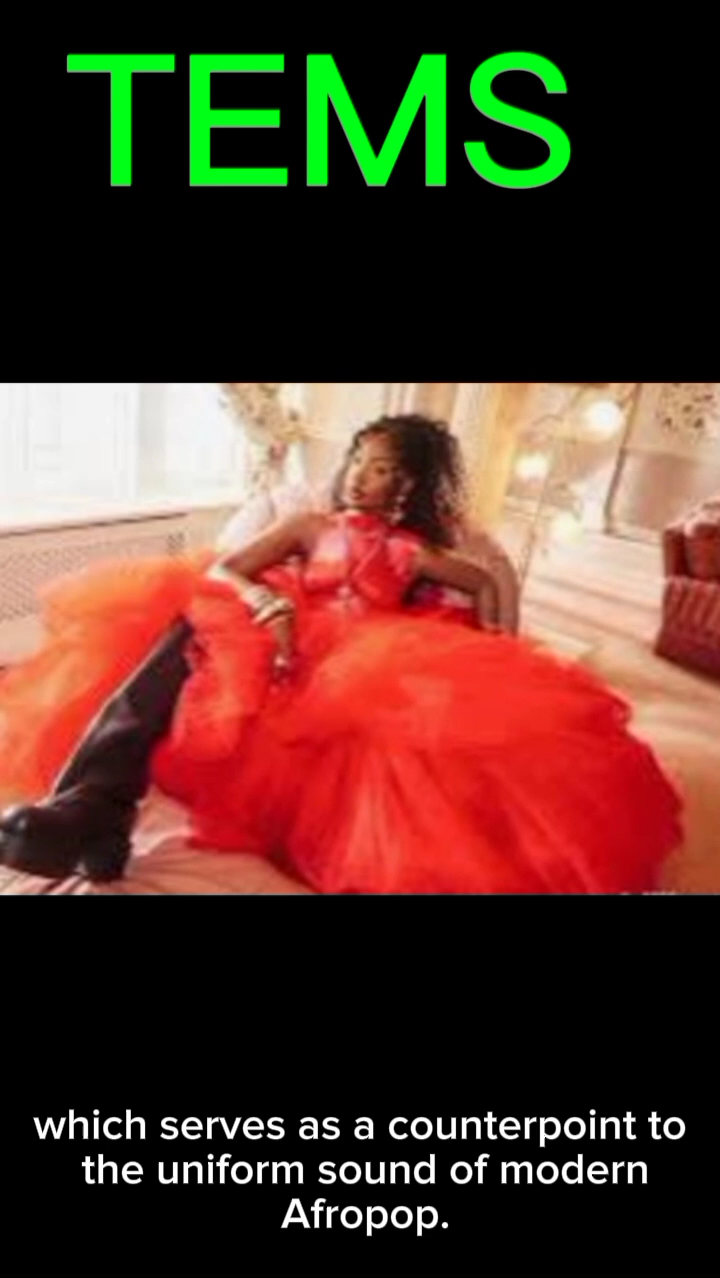 TEMS
which serves as a counterpoint to
the uniform sound of modern
Afropop.